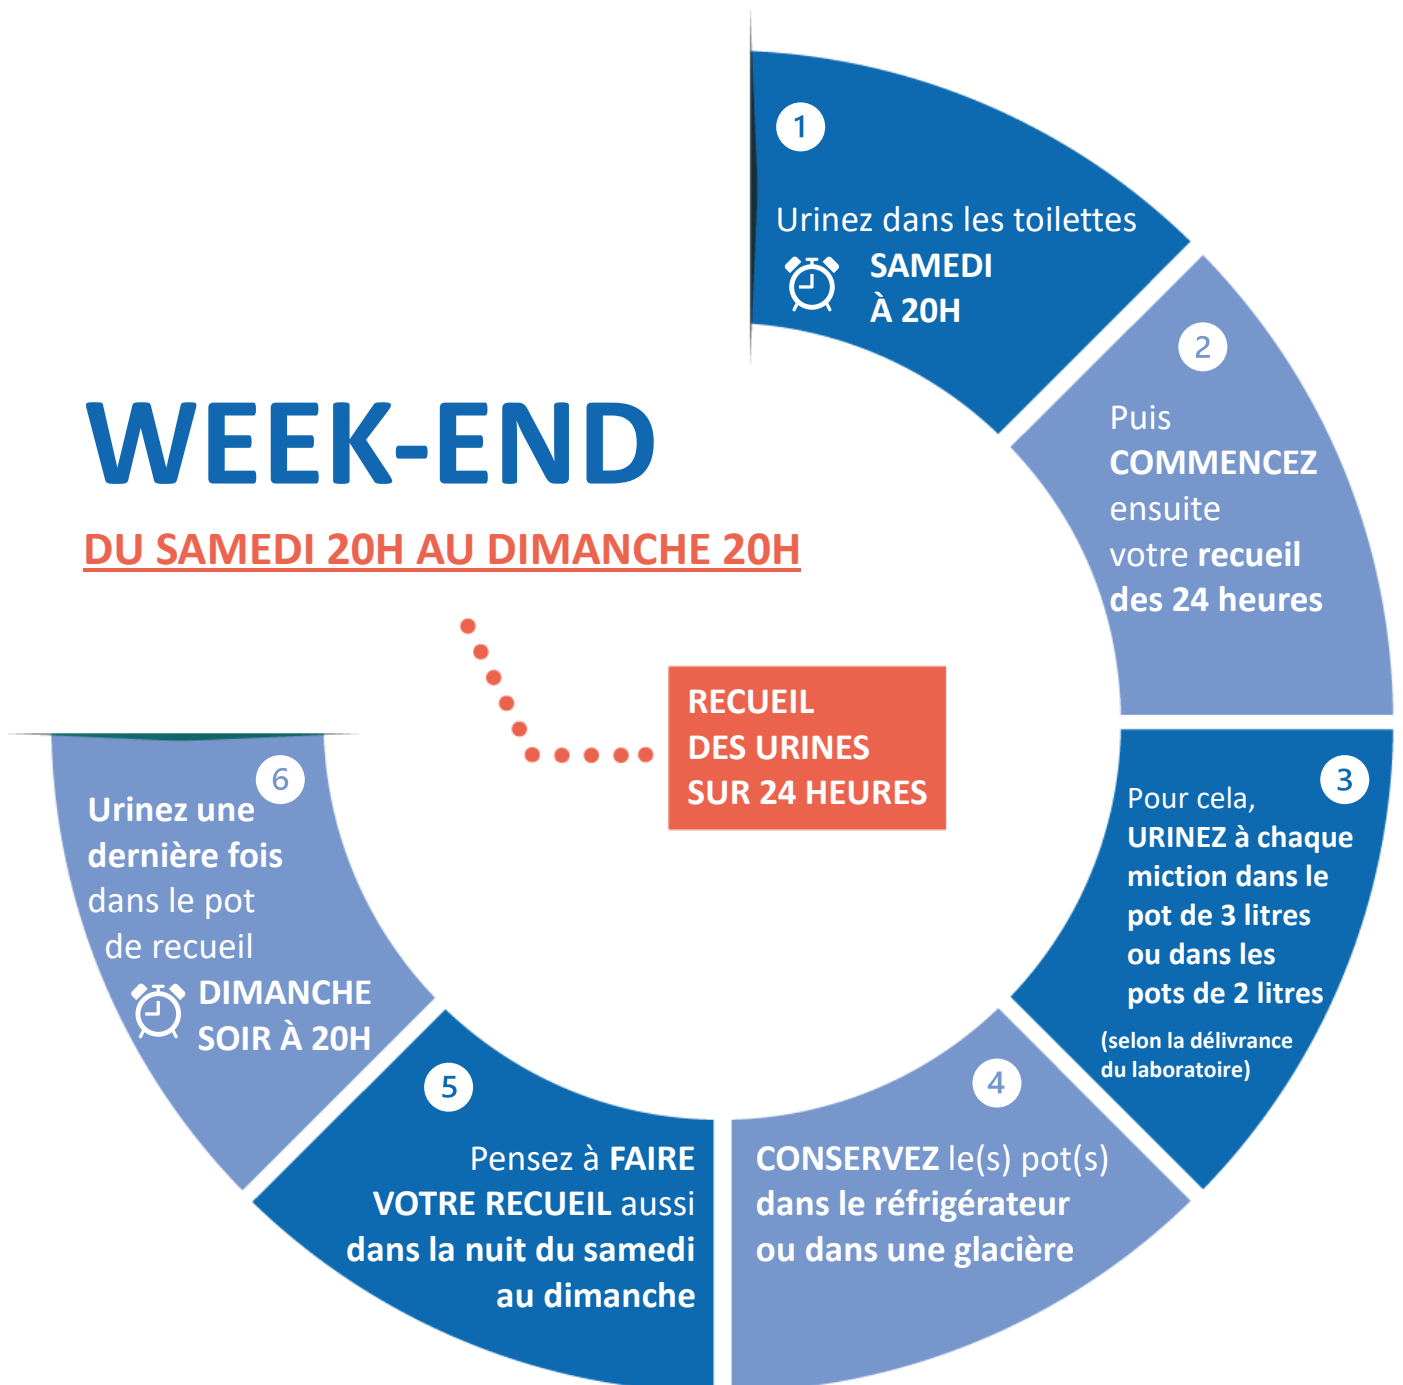 WEEK-END
DU SAMEDI 20H AU DIMANCHE 20H
RECUEIL
DES URINES
SUR 24 HEURES
1
Urinez dans les toilettes
SAMEDI
À 20H
2
Puis
COMMENCEZ
ensuite
votre recueil
des 24 heures
3
Pour cela,
URINEZ à chaque
miction dans le
pot de 3 litres
ou dans les
pots de 2 litres
(selon la délivrance
du laboratoire)
4
CONSERVEZ le(s) pot(s)
dans le réfrigérateur
ou dans une glacière
5
Pensez à FAIRE
VOTRE RECUEIL aussi
dans la nuit du samedi
au dimanche
6
Urinez une
dernière fois
dans le pot
de recueil
DIMANCHE
SOIR À 20H